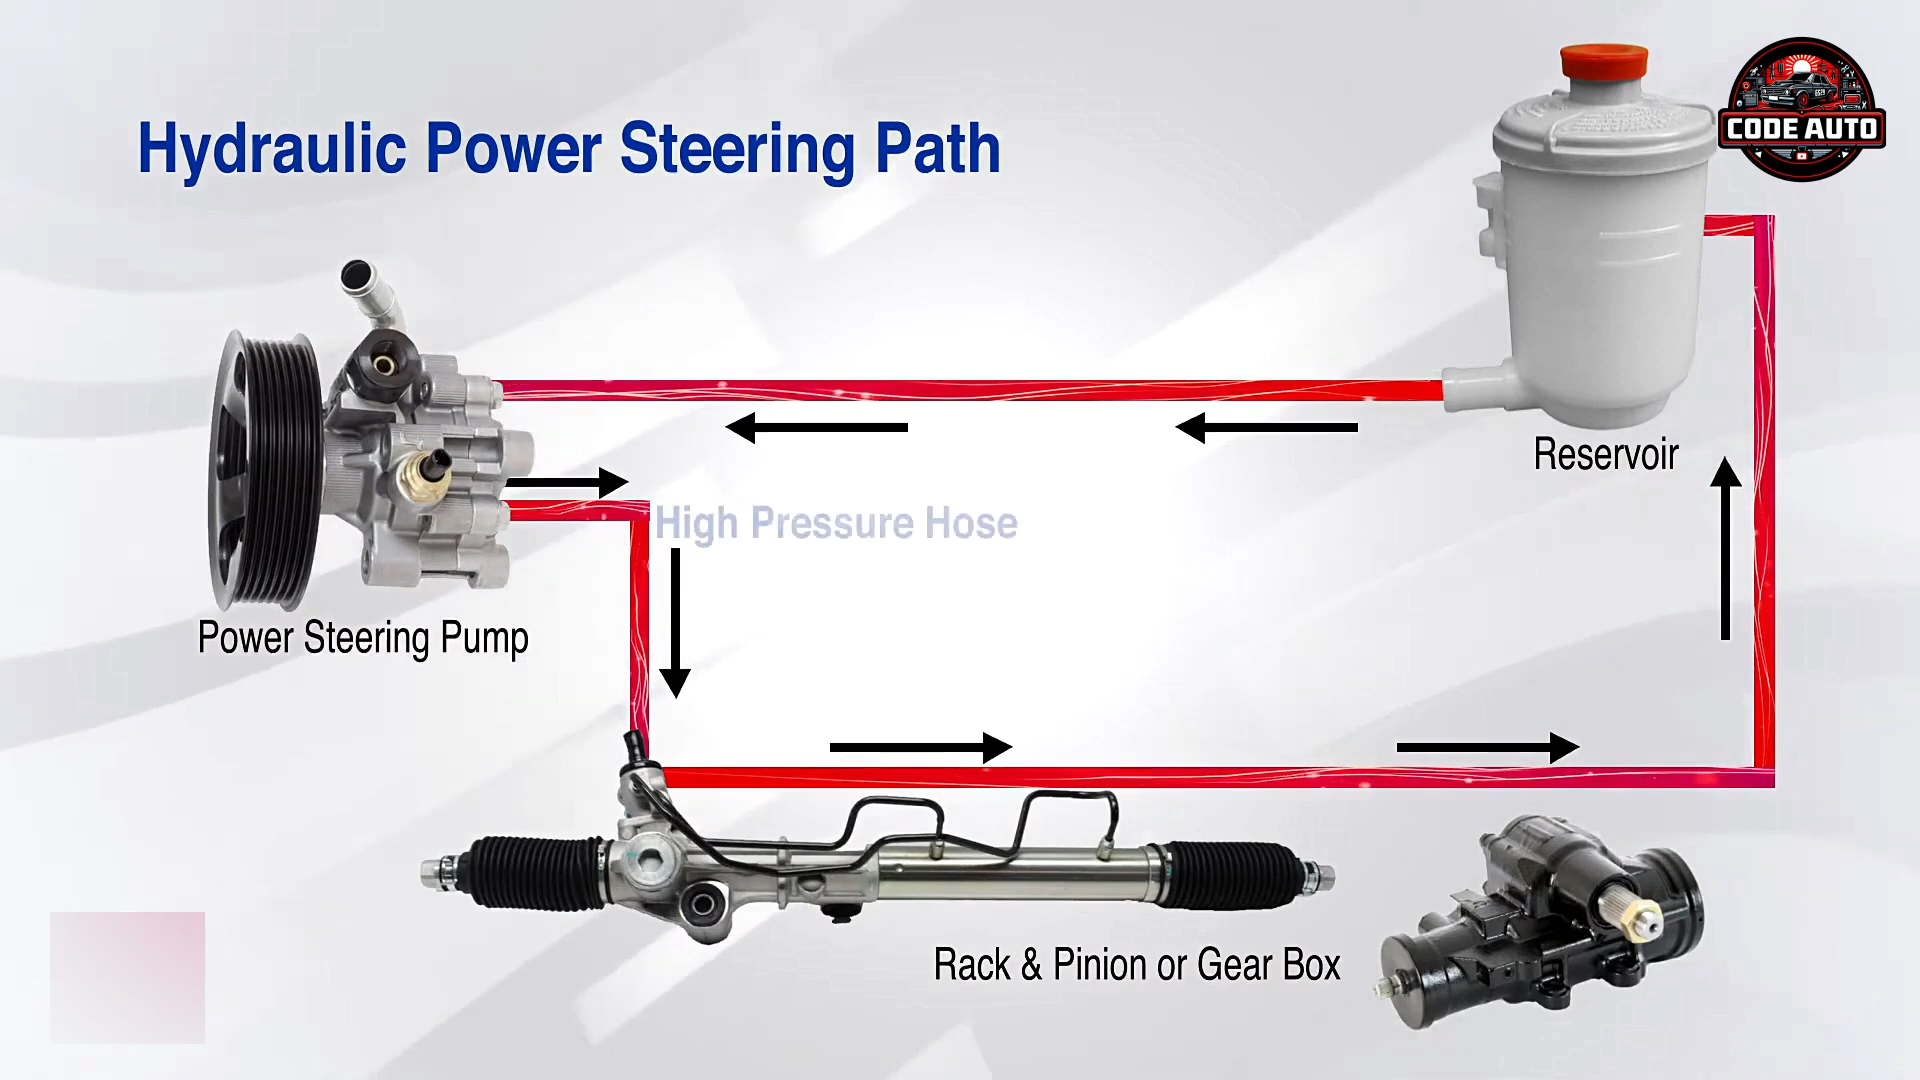 Hydraulic Power Steering Path
CODE AUTO
Reservoir
High Pressure Hose
Power Steering Pump
Rack & Pinion or Gear Box